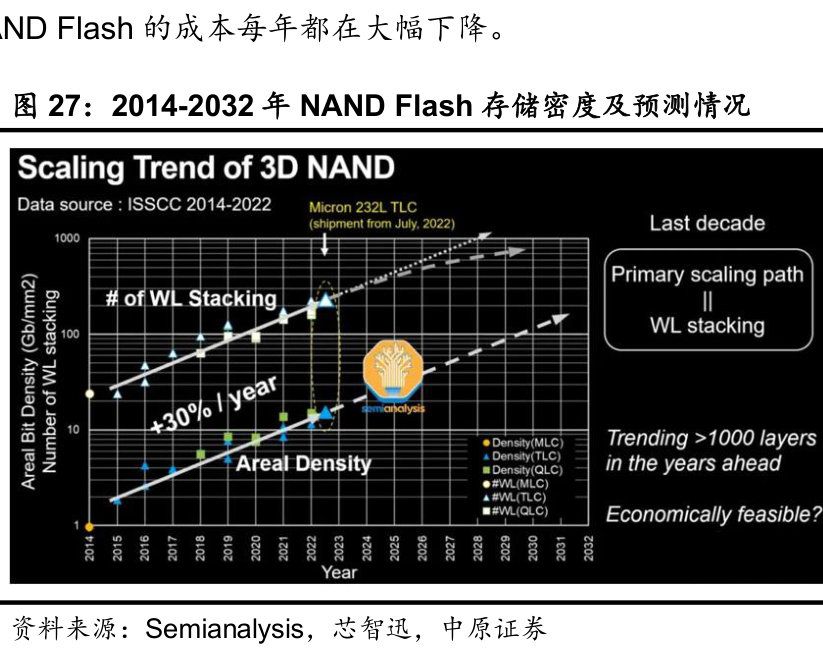 AND Flash 的成本每年都在大幅下降。
图 27：2014-2032 年 NAND Flash 存储密度及预测情况
Scaling Trend of 3D NAND
Data source : ISSCC 2014-2022
Micron 232L TLC
(shipment from July, 2022)
Last decade
Primary scaling path
||
WL stacking
Trending >1000 layers
in the years ahead
Economically feasible?
Areal Bit Density (Gb/mm2)
Number of WL stacking
1000
100
10
1
# of WL Stacking
+30% / year
Areal Density
semianalysis
Density(MLC)
Density(TLC)
Density(QLC)
#WL(MLC)
#WL(TLC)
#WL(QLC)
2014 2015 2016 2017 2018 2019 2020 2021 2022 2023 2024 2025 2026 2027 2028 2029 2030 2031 2032
Year
资料来源：Semianalysis，芯智迅，中原证券